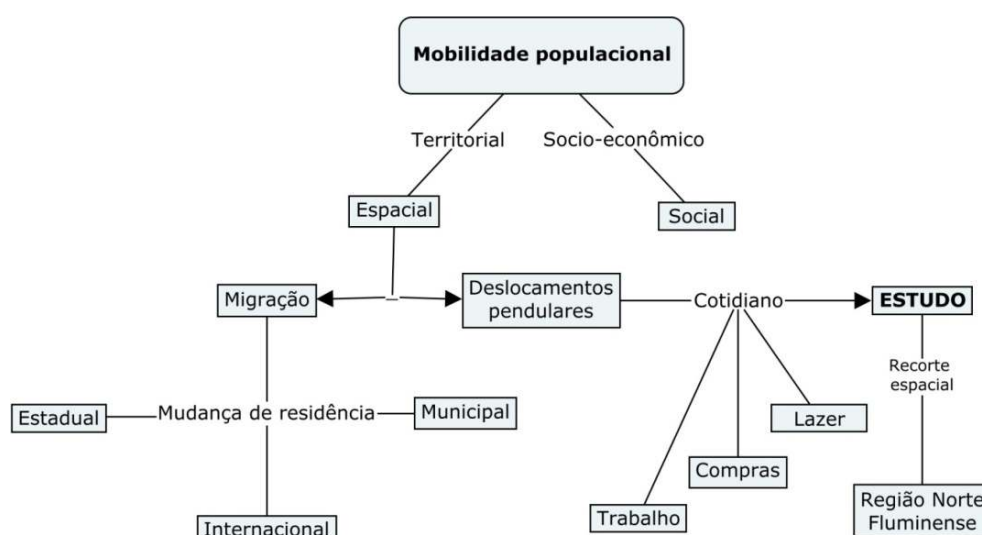 Mobilidade populacional
Territorial
Socio-econômico
Espacial
Social
Migração
Deslocamentos
pendulares
Cotidiano
ESTUDO
Recorte
espacial
Estadual
Mudança de residência
Municipal
Lazer
Compras
Trabalho
Internacional
Região Norte
Fluminense